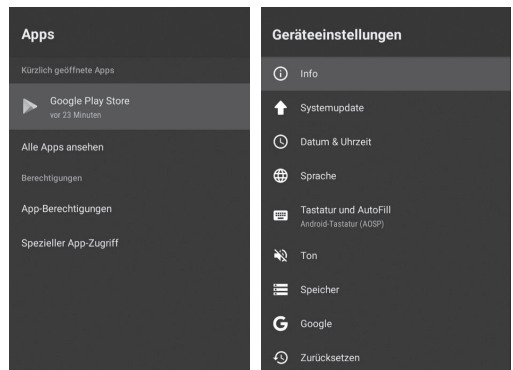 Apps
Kürzlich geöffnete Apps
Google Play Store
vor 23 Minuten
Alle Apps ansehen
Berechtigungen
App-Berechtigungen
Spezieller App-Zugriff
Geräteeinstellungen
Info
Systemupdate
Datum & Uhrzeit
Sprache
Tastatur und AutoFill
Android-Tastatur (AOSP)
Ton
Speicher
Google
Zurücksetzen